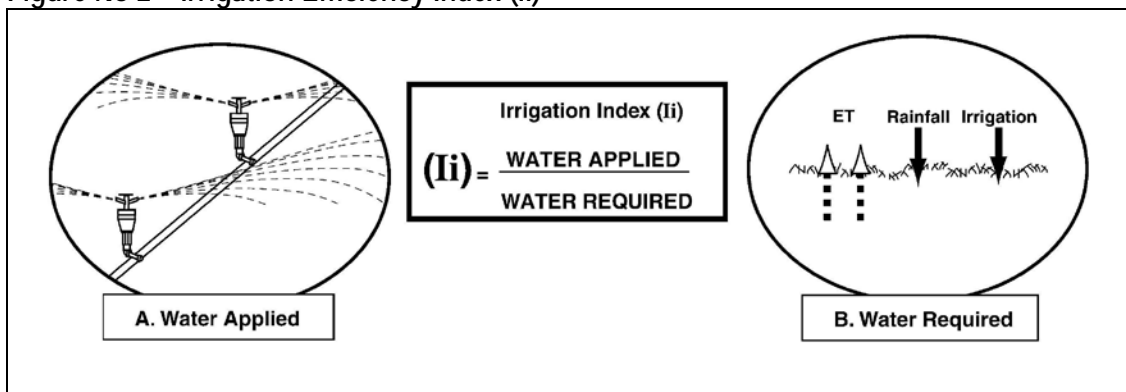 Irrigation Index (Ii)
(Ii) = WATER APPLIED
WATER REQUIRED
ET Rainfall Irrigation
A. Water Applied
B. Water Required